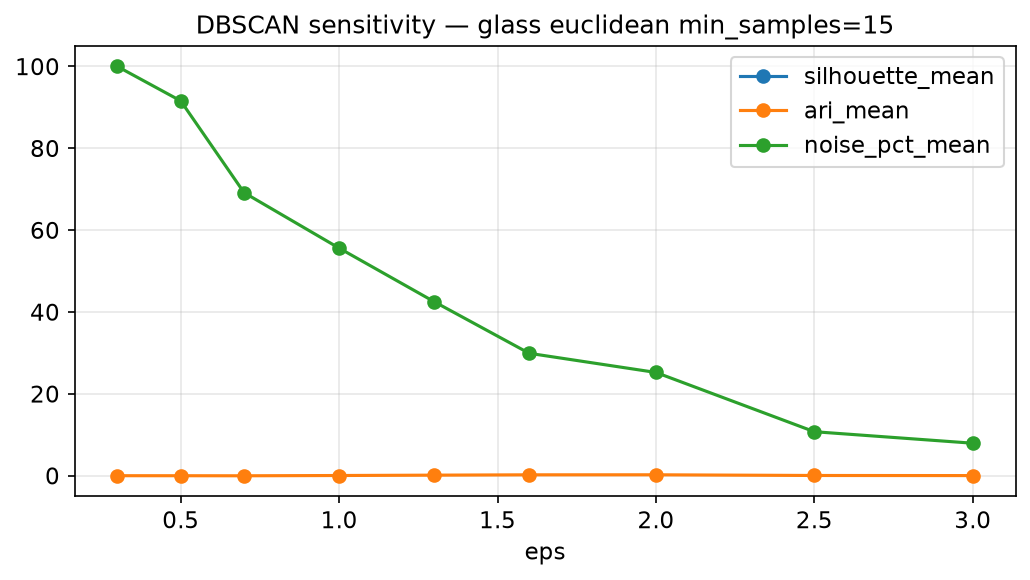 DBSCAN sensitivity — glass euclidean min_samples=15
silhouette_mean
ari_mean
noise_pct_mean
100
80
60
40
20
0
0.5 1.0 1.5 2.0 2.5 3.0
eps